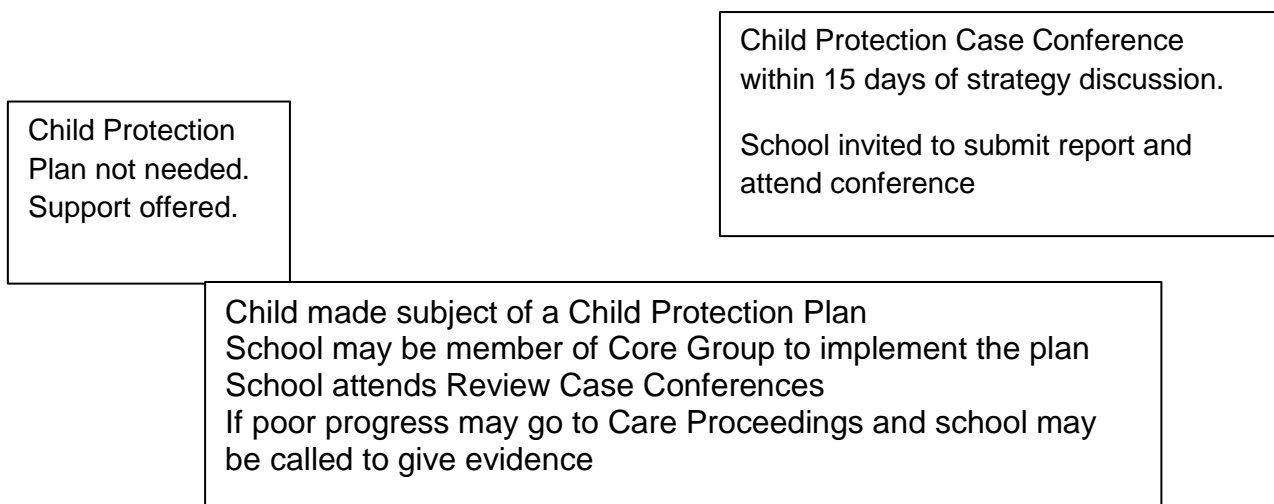 Child Protection Case Conference
within 15 days of strategy discussion.
School invited to submit report and
attend conference
Child Protection
Plan not needed.
Support offered.
Child made subject of a Child Protection Plan
School may be member of Core Group to implement the plan
School attends Review Case Conferences
If poor progress may go to Care Proceedings and school may
be called to give evidence